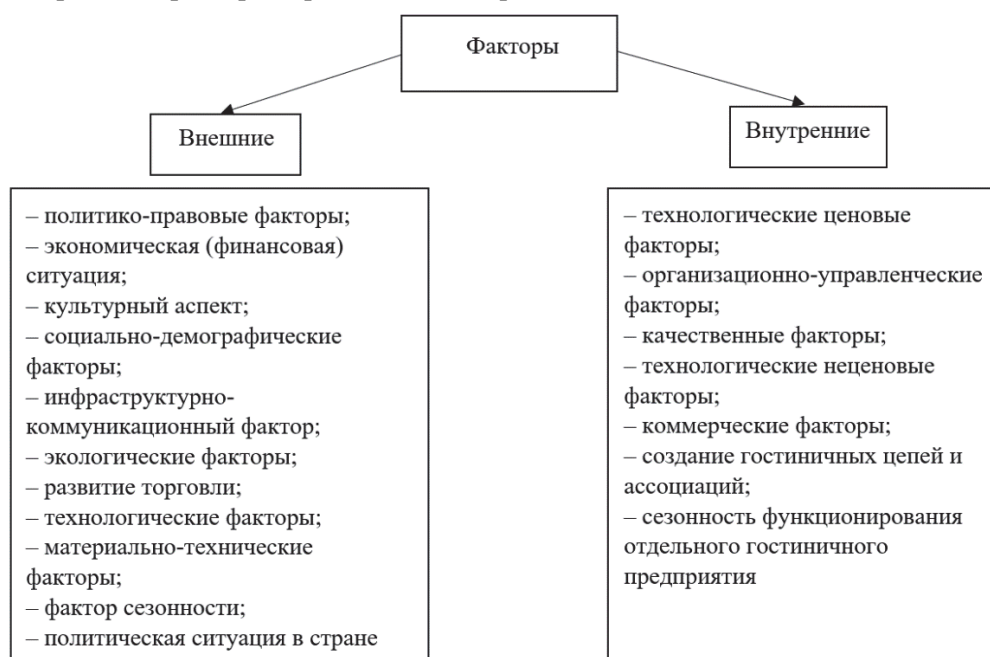 Факторы
Внешние
Внутренние
– политико-правовые факторы;
– экономическая (финансовая)
ситуация;
– культурный аспект;
– социально-демографические
факторы;
– инфраструктурно-
коммуникационный фактор;
– экологические факторы;
– развитие торговли;
– технологические факторы;
– материально-технические
факторы;
– фактор сезонности;
– политическая ситуация в стране
– технологические ценовые
факторы;
– организационно-управленческие
факторы;
– качественные факторы;
– технологические неценовые
факторы;
– коммерческие факторы;
– создание гостиничных цепей и
ассоциаций;
– сезонность функционирования
отдельного гостиничного
предприятия